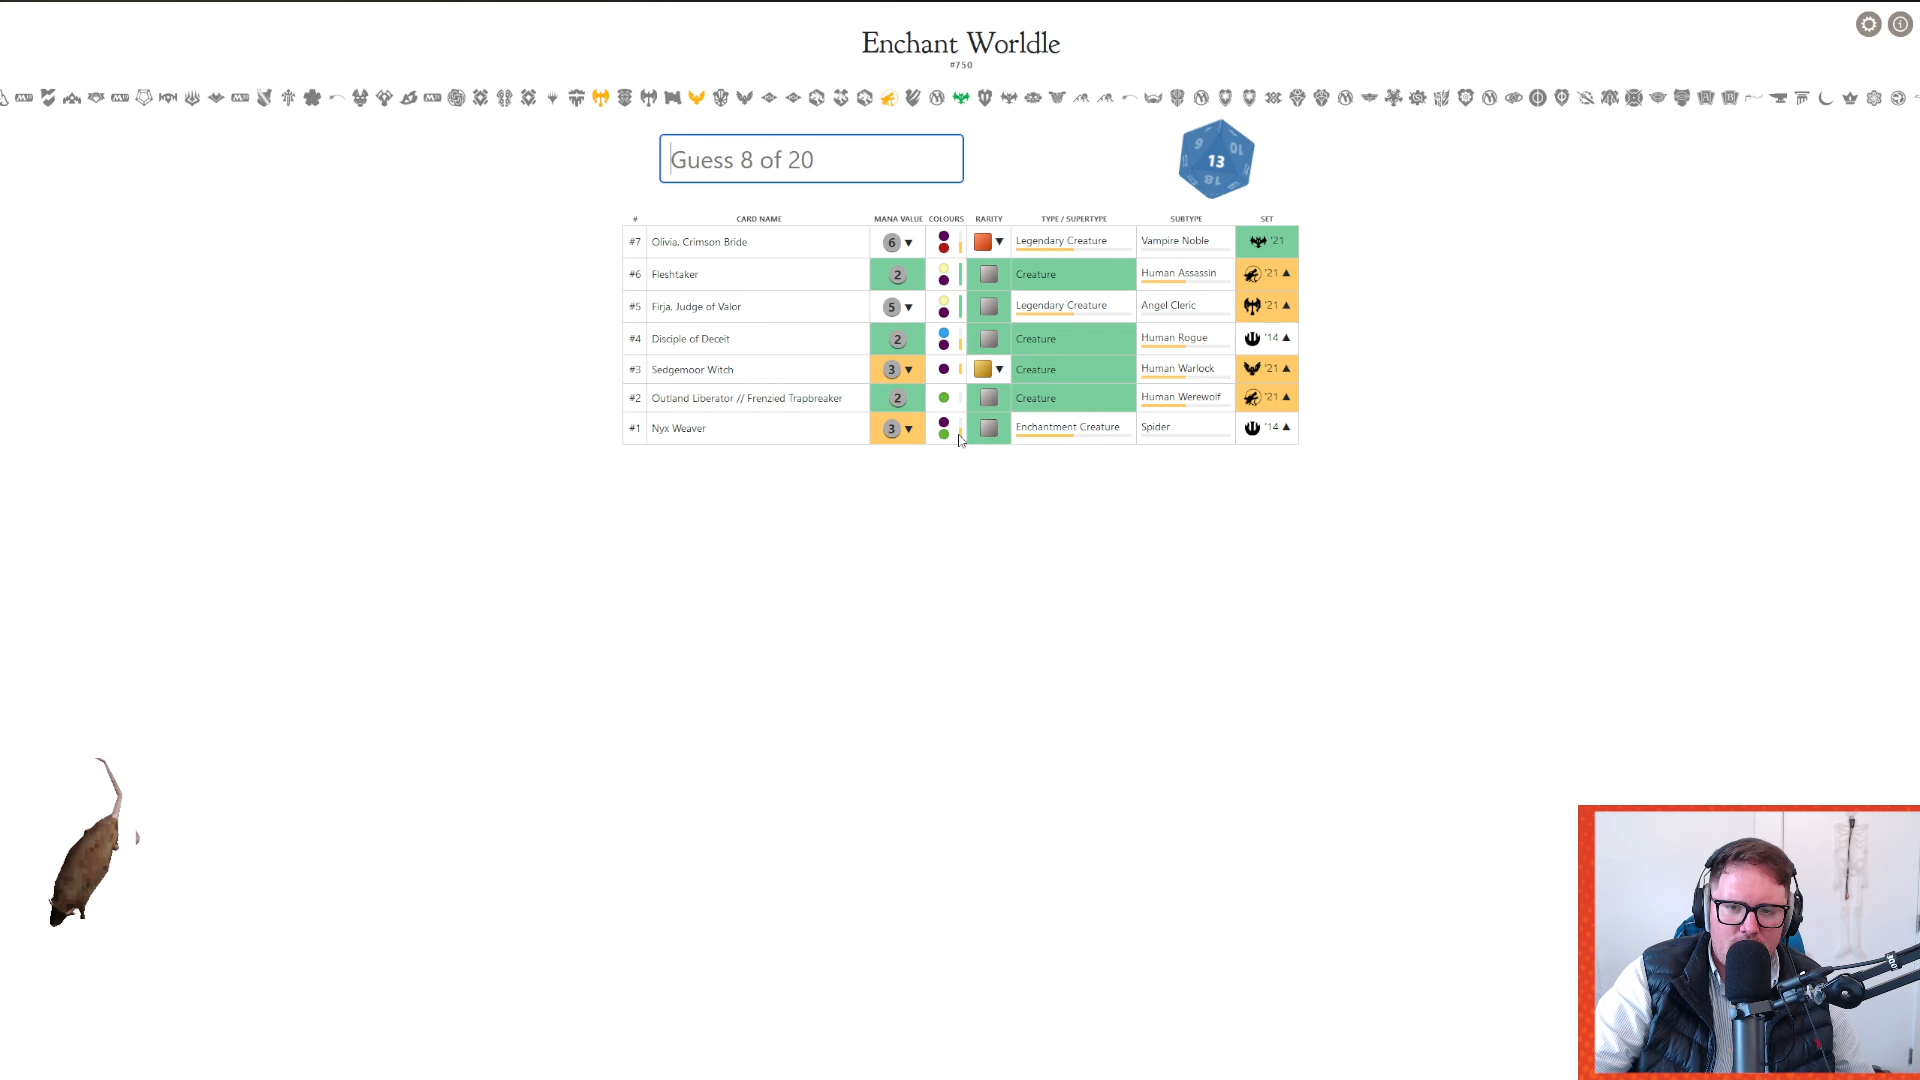 Enchant Worldle
#750
Guess 8 of 20
13
# CARD NAME MANA VALUE COLOURS RARITY TYPE / SUPERTYPE SUBTYPE SET
#7 Olivia, Crimson Bride 6 ▼ ▼ Legendary Creature Vampire Noble '21
#6 Fleshtaker 2 Creature Human Assassin '21 ▲
#5 Firja, Judge of Valor 5 ▼ Legendary Creature Angel Cleric '21 ▲
#4 Disciple of Deceit 2 Creature Human Rogue '14 ▲
#3 Sedgemoor Witch 3 ▼ ▼ Creature Human Warlock '21 ▲
#2 Outland Liberator // Frenzied Trapbreaker 2 Creature Human Werewolf '21 ▲
#1 Nyx Weaver 3 ▼ Enchantment Creature Spider '14 ▲